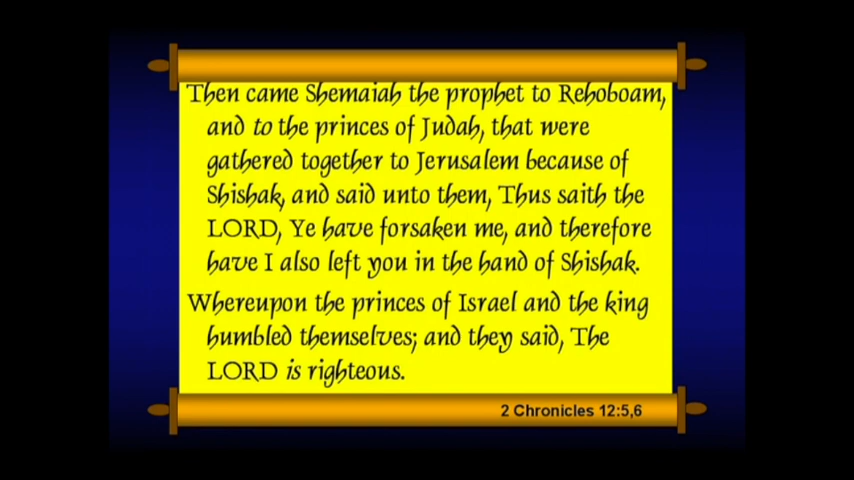 Then came Shemaiah the prophet to Rehoboam,
and to the princes of Judah, that were
gathered together to Jerusalem because of
Shishak, and said unto them, Thus saith the
LORD, Ye have forsaken me, and therefore
have I also left you in the hand of Shishak.
Whereupon the princes of Israel and the king
humbled themselves; and they said, The
LORD is righteous.
2 Chronicles 12:5,6